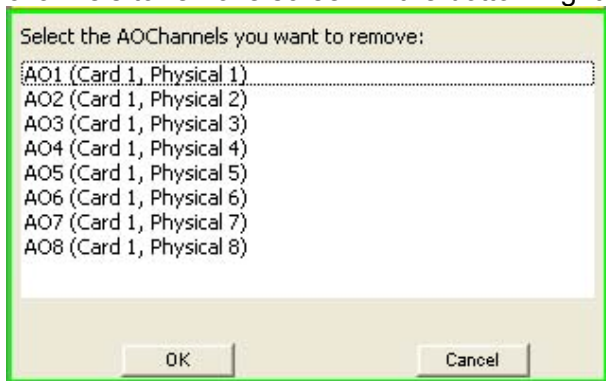 Select the AOChannels you want to remove:
AO1 (Card 1, Physical 1)
AO2 (Card 1, Physical 2)
AO3 (Card 1, Physical 3)
AO4 (Card 1, Physical 4)
AO5 (Card 1, Physical 5)
AO6 (Card 1, Physical 6)
AO7 (Card 1, Physical 7)
AO8 (Card 1, Physical 8)
OK Cancel